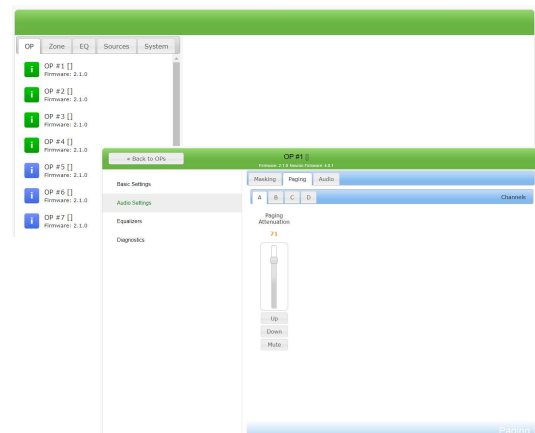 OP Zone EQ Sources System
i OP #1 []
Firmware: 2.1.0
i OP #2 []
Firmware: 2.1.0
i OP #3 []
Firmware: 2.1.0
i OP #4 []
Firmware: 2.1.0
i OP #5 []
Firmware: 2.1.0
i OP #6 []
Firmware: 2.1.0
i OP #7 []
Firmware: 2.1.0
« Back to OPs
OP #1 []
Basic Settings
Audio Settings
Equalizers
Diagnostics
Masking Paging Audio
A B C D Channels
Paging
Attenuation
71
Up
Down
Mute
Paging